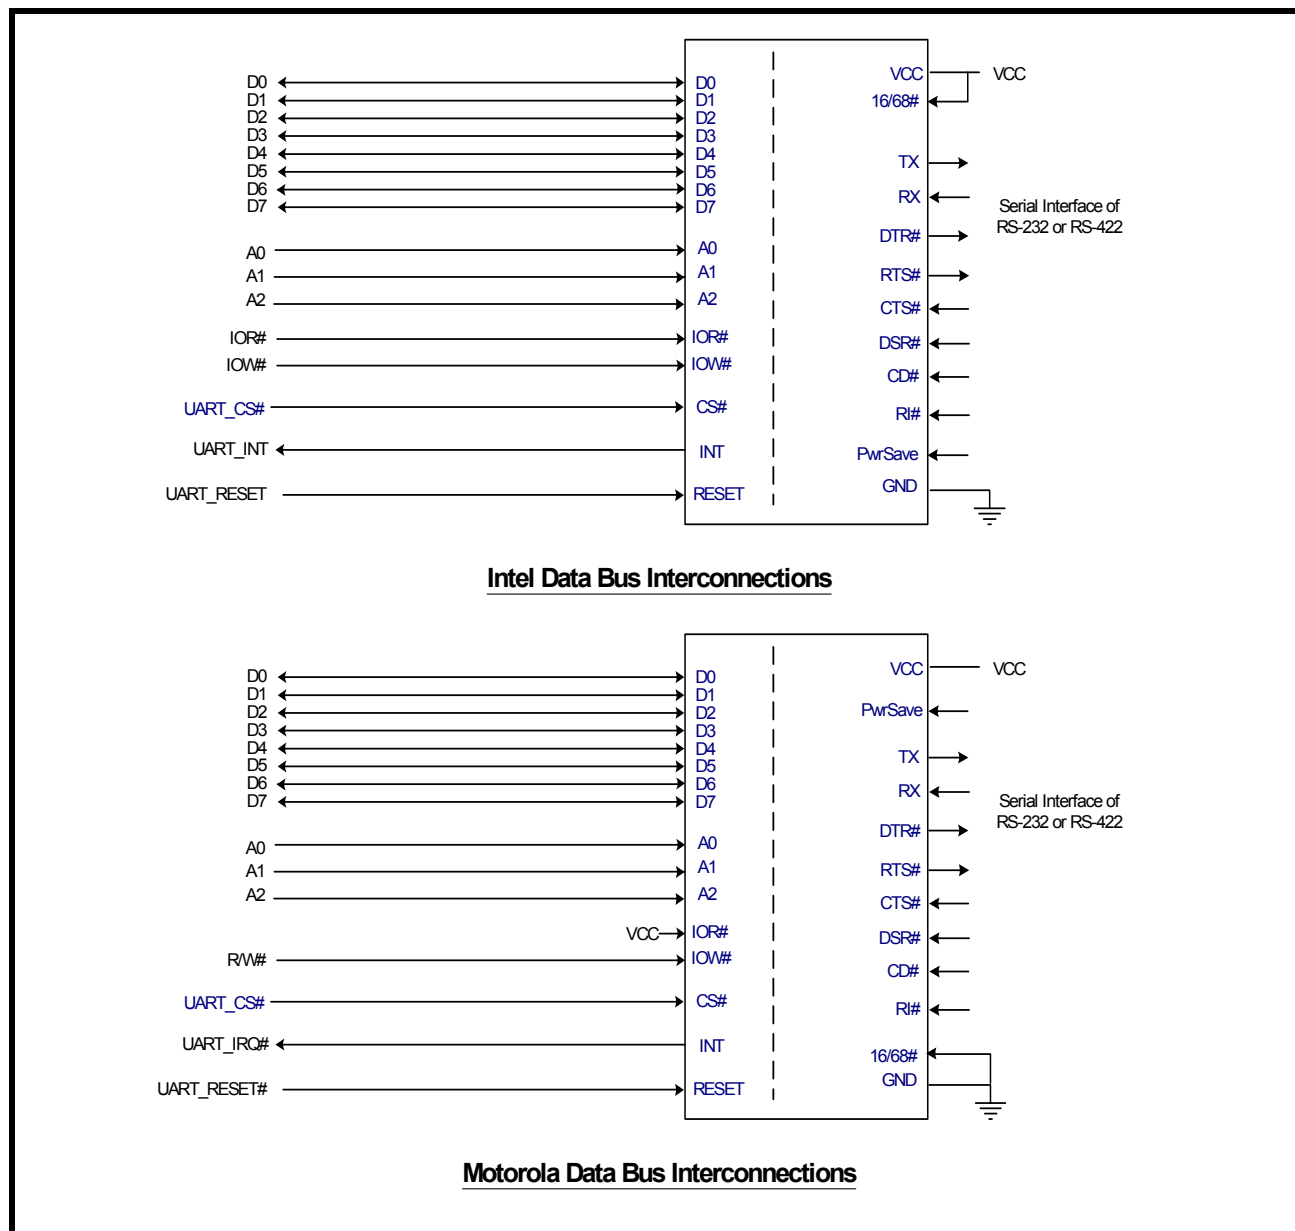 D0 D0 VCC VCC
D1 D1 16/68#
D2 D2
D3 D3
D4 D4 TX
D5 D5
D6 D6 RX
D7 D7 Serial Interface of
RS-232 or RS-422
DTR#
A0 A0
A1 A1 RTS#
A2 A2 CTS#
IOR# IOR# DSR#
IOW# IOW# CD#
UART_CS# CS# RI#
UART_INT INT PwrSave
UART_RESET RESET GND
Intel Data Bus Interconnections
D0 D0 VCC VCC
D1 D1
D2 D2 PwrSave
D3 D3
D4 D4 TX
D5 D5
D6 D6 RX
D7 D7 Serial Interface of
RS-232 or RS-422
DTR#
A0 A0
A1 A1 RTS#
A2 A2 CTS#
VCC IOR# DSR#
R/W# IOW# CD#
UART_CS# CS# RI#
UART_IRQ# INT 16/68#
UART_RESET# RESET GND
Motorola Data Bus Interconnections